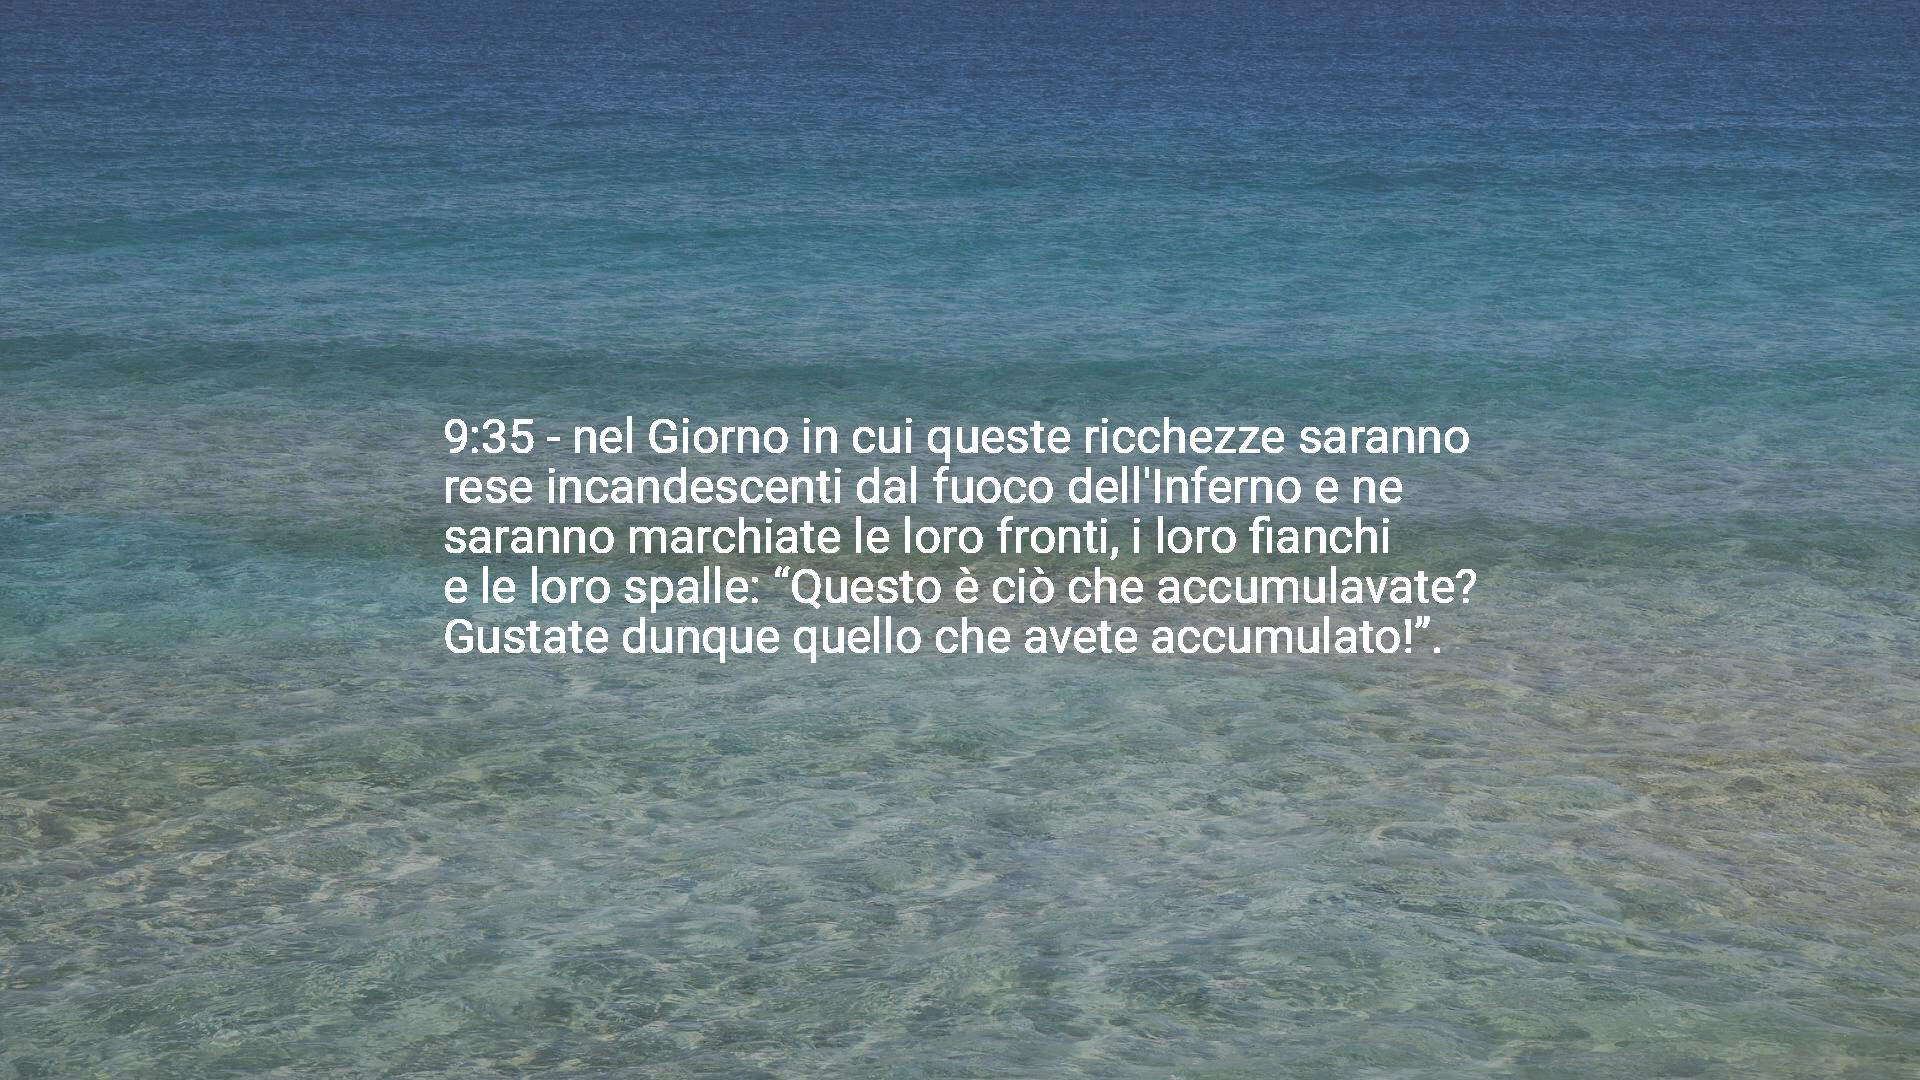 9:35 - nel Giorno in cui queste ricchezze saranno
rese incandescenti dal fuoco dell'Inferno e ne
saranno marchiate le loro fronti, i loro fianchi
e le loro spalle: “Questo è ciò che accumulavate?
Gustate dunque quello che avete accumulato!”.